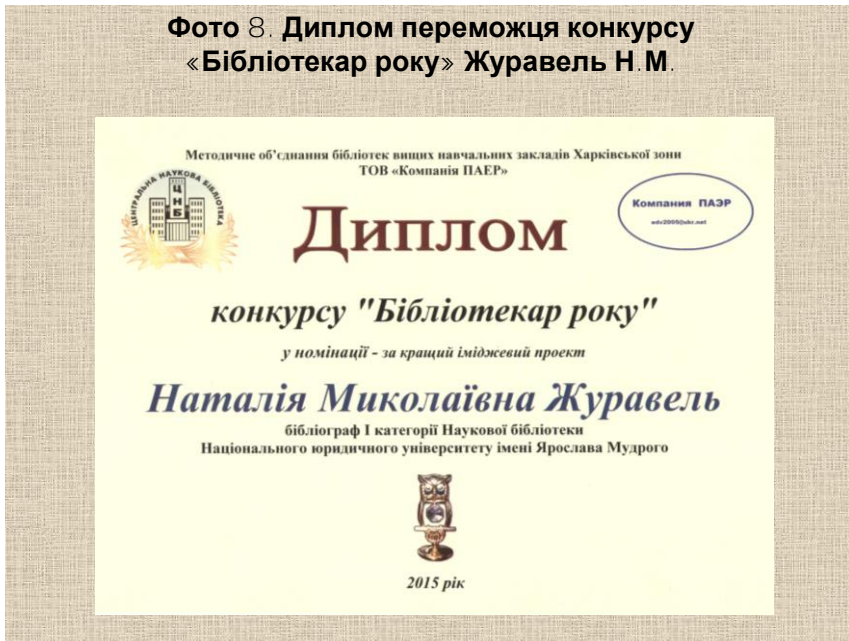 Фото 8. Диплом переможця конкурсу
«Бібліотекар року» Журавель Н.М.
Методичне об'єднання бібліотек вищих навчальних закладів Харківської зони
ТОВ «Компанія ПАЕР»
ЦЕНТРАЛЬНА НАУКОВА БІБЛІОТЕКА
ЦНБ
Компания ПАЭР
Диплом
конкурсу "Бібліотекар року"
у номінації - за кращий іміджевий проект
Наталія Миколаївна Журавель
бібліограф І категорії Наукової бібліотеки
Національного юридичного університету імені Ярослава Мудрого
2015 рік